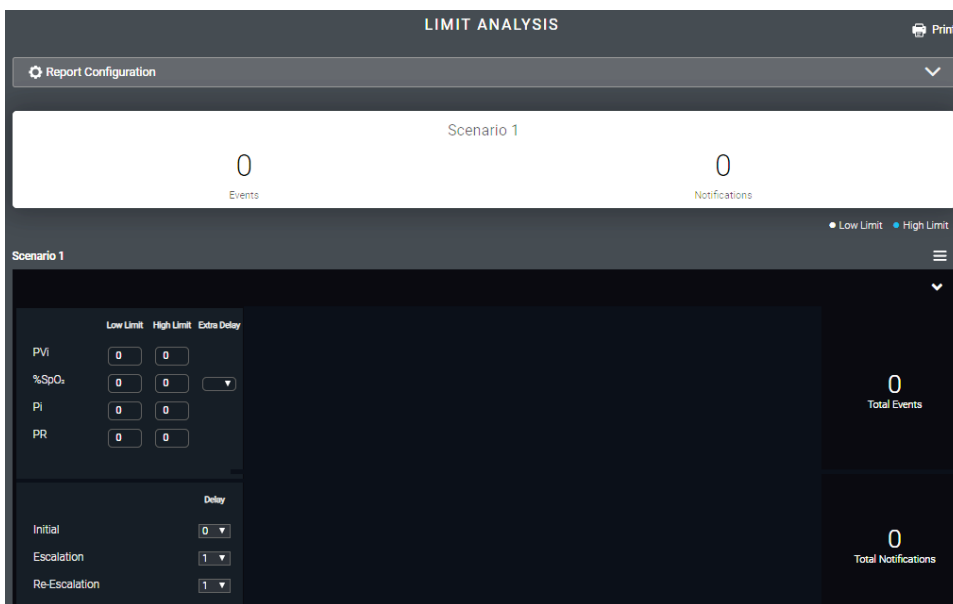 LIMIT ANALYSIS
Print
Report Configuration
Scenario 1
0 0
Events Notifications
Low Limit High Limit
Scenario 1
Low Limit High Limit Extra Delay
PVi 0 0
%SpO₂ 0 0
Pi 0 0
PR 0 0
0
Total Events
Delay
Initial 0
Escalation 1
Re-Escalation 1
0
Total Notifications